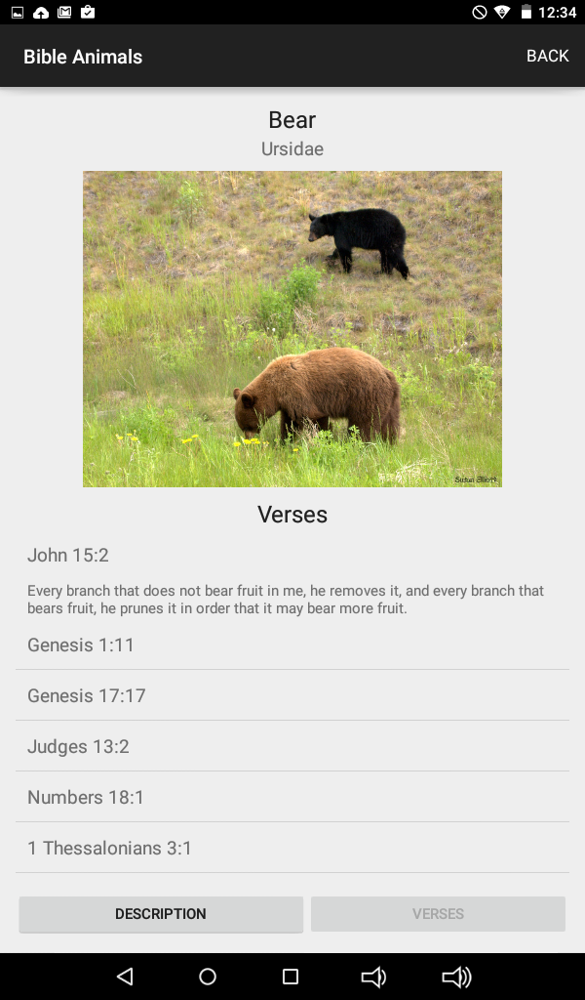 12:34
Bible Animals
BACK
Bear
Ursidae
Verses
John 15:2
Every branch that does not bear fruit in me, he removes it, and every branch that
bears fruit, he prunes it in order that it may bear more fruit.
Genesis 1:11
Genesis 17:17
Judges 13:2
Numbers 18:1
1 Thessalonians 3:1
DESCRIPTION
VERSES